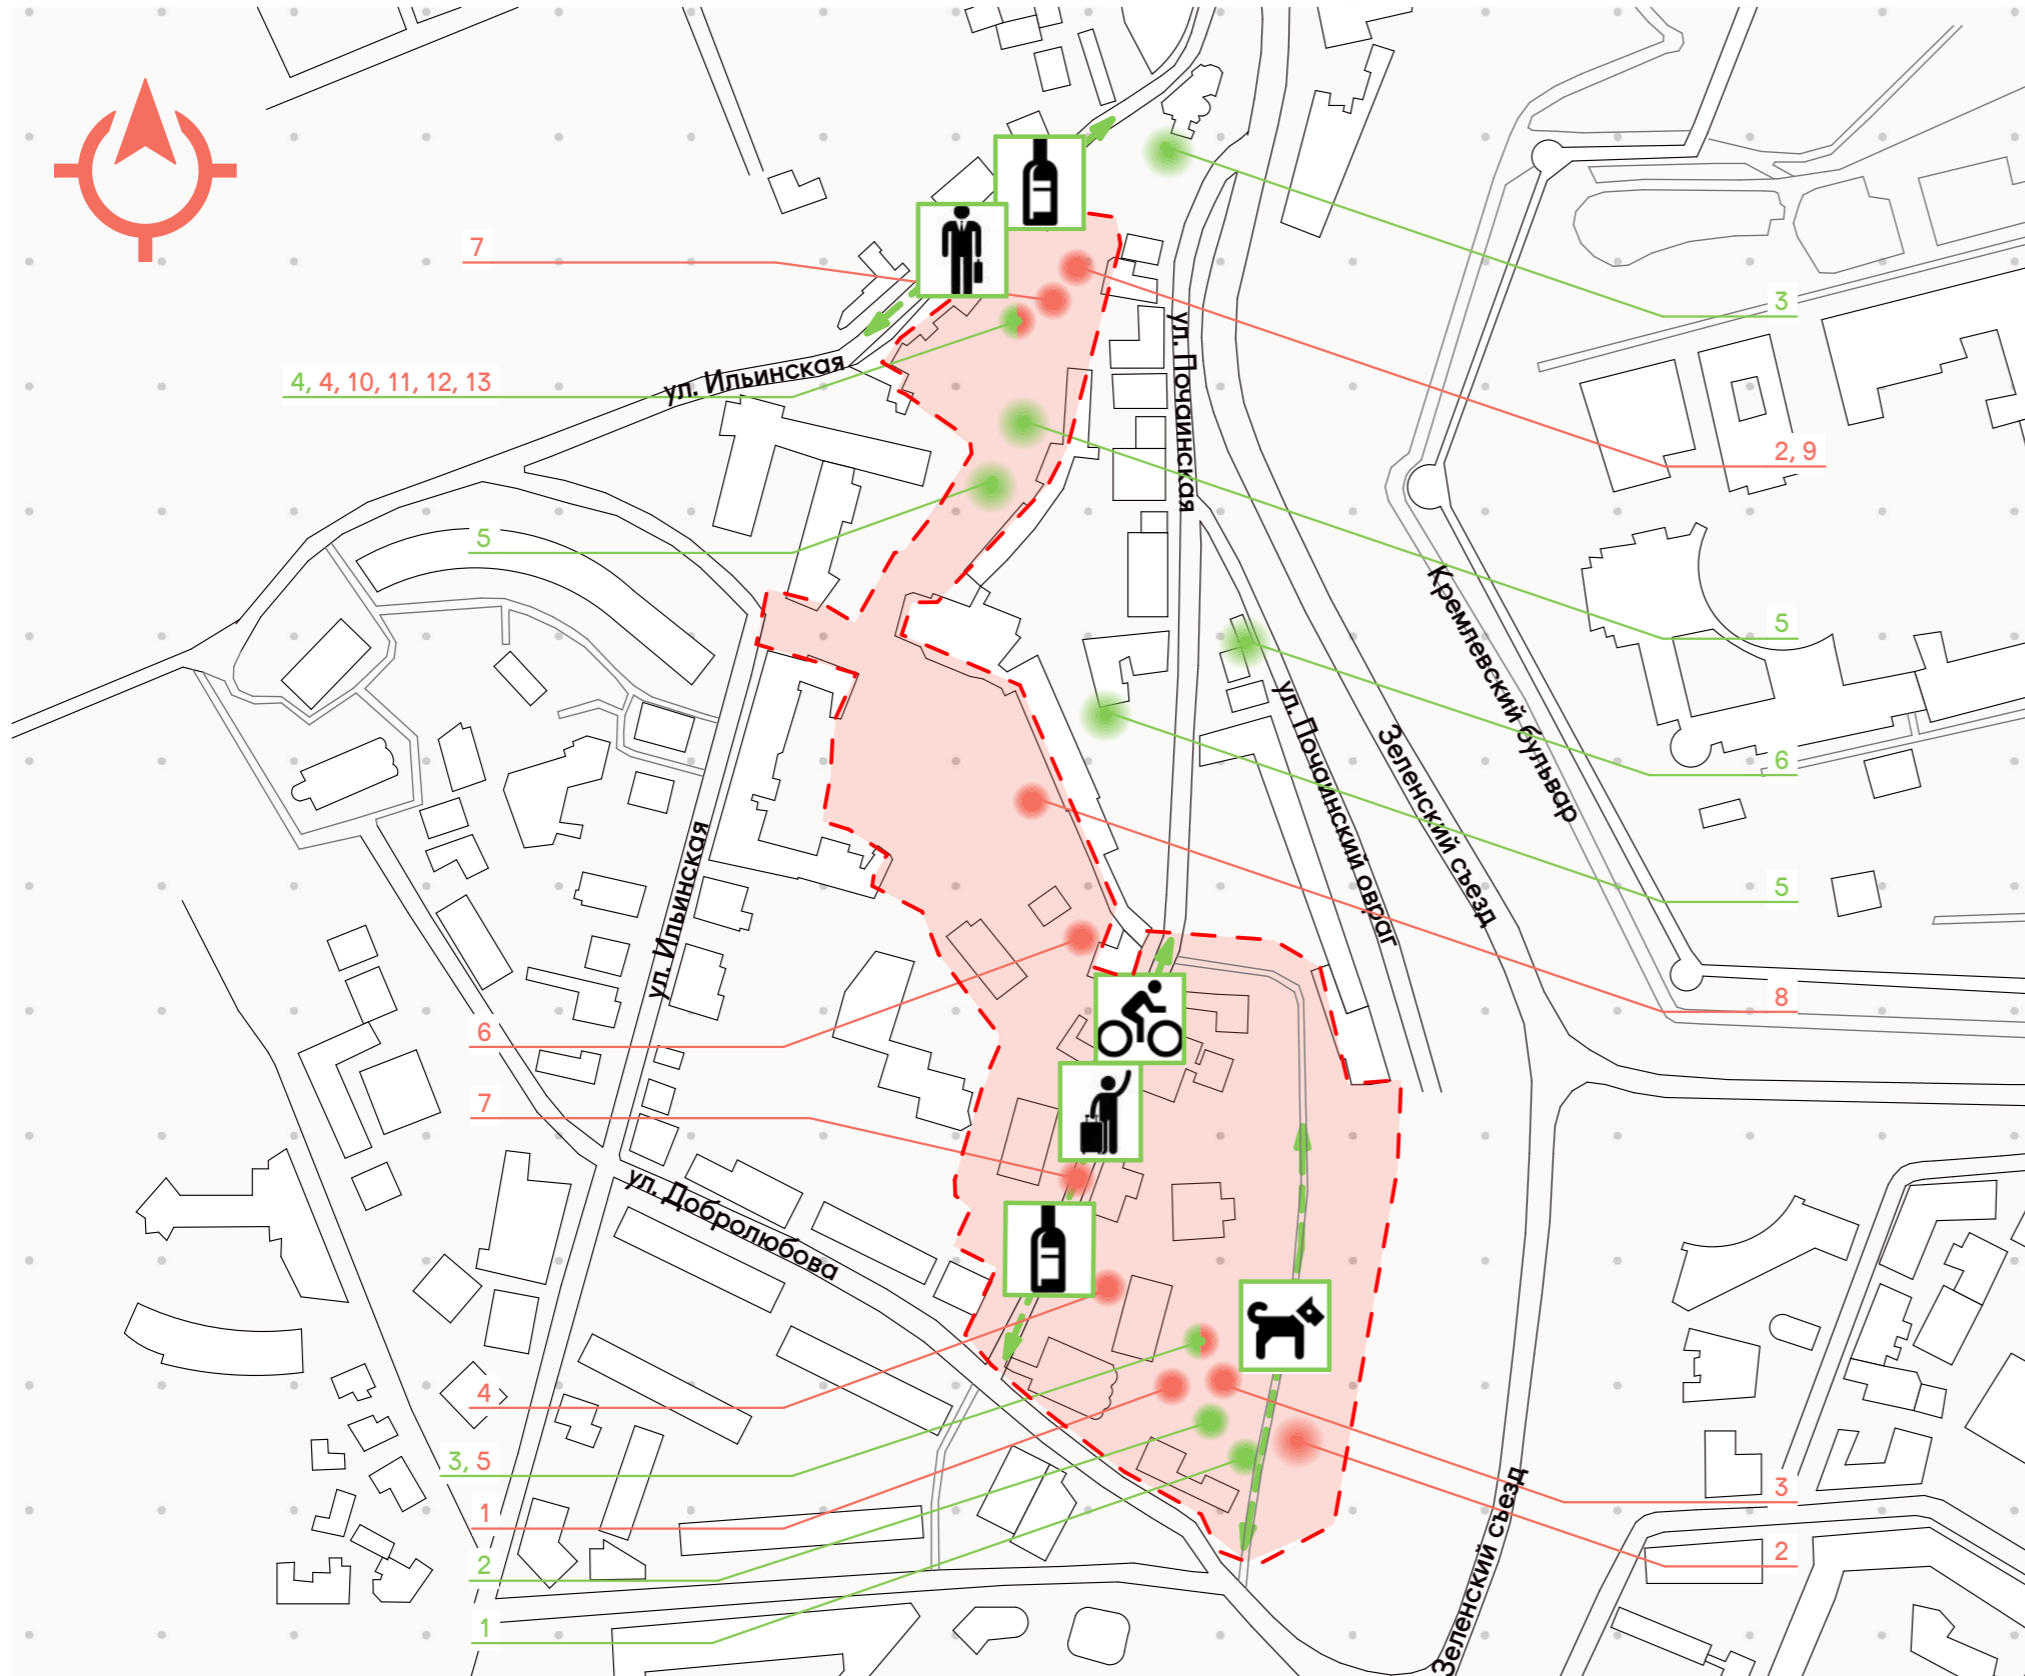 7
3
ул. Ильинская
4, 4, 10, 11, 12, 13
ул. Почаинская
2, 9
5
5
Кремлевский бульвар
6
ул. Почаинский овраг
Зеленский съезд
5
ул. Ильинская
8
6
7
ул. Добролюбова
4
3, 5
3
1
2
2
1
Зеленский съезд